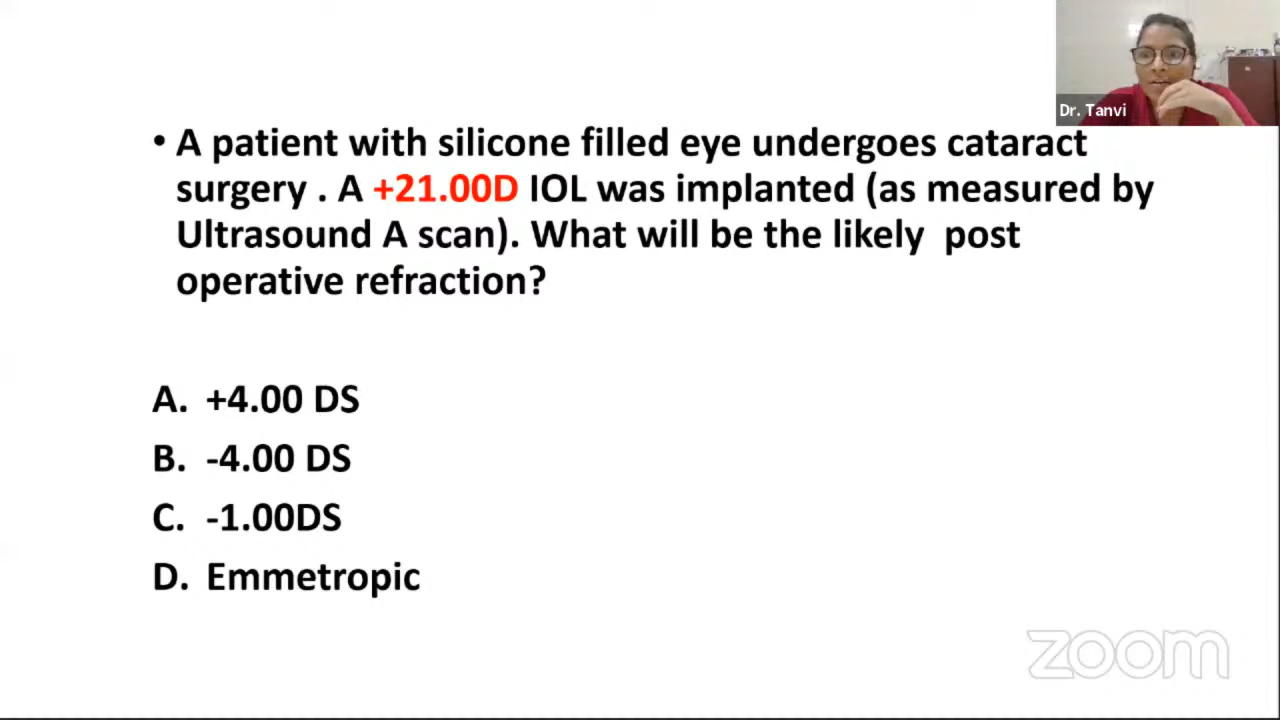 Dr. Tanvi
• A patient with silicone filled eye undergoes cataract
surgery . A +21.00D IOL was implanted (as measured by
Ultrasound A scan). What will be the likely post
operative refraction?
A. +4.00 DS
B. -4.00 DS
C. -1.00DS
D. Emmetropic
zoom